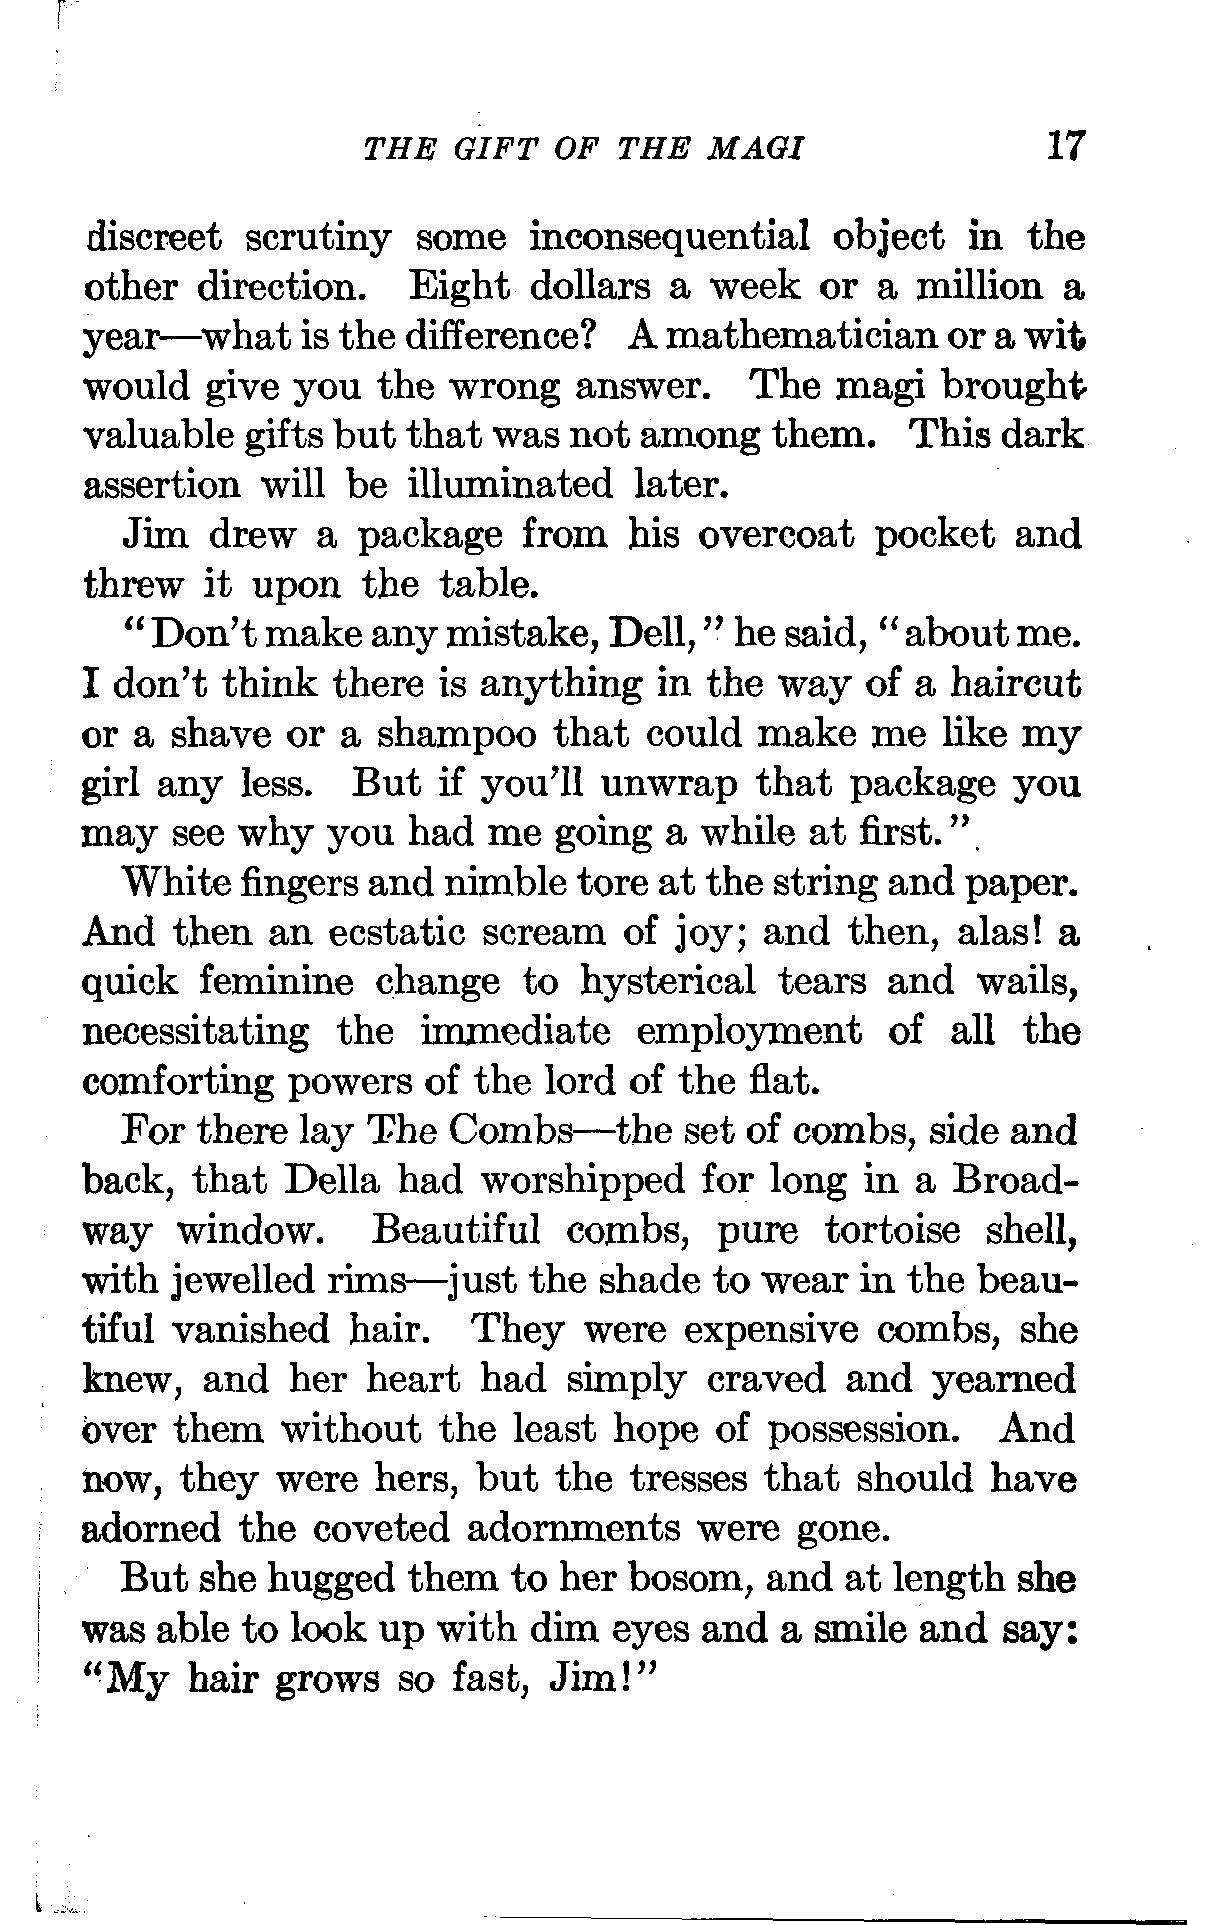 THE GIFT OF THE MAGI 17
discreet scrutiny some inconsequential object in the
other direction. Eight dollars a week or a million a
year—what is the difference? A mathematician or a wit
would give you the wrong answer. The magi brought
valuable gifts but that was not among them. This dark
assertion will be illuminated later.
Jim drew a package from his overcoat pocket and
threw it upon the table.
"Don't make any mistake, Dell," he said, "about me.
I don't think there is anything in the way of a haircut
or a shave or a shampoo that could make me like my
girl any less. But if you'll unwrap that package you
may see why you had me going a while at first."
White fingers and nimble tore at the string and paper.
And then an ecstatic scream of joy; and then, alas! a
quick feminine change to hysterical tears and wails,
necessitating the immediate employment of all the
comforting powers of the lord of the flat.
For there lay The Combs—the set of combs, side and
back, that Della had worshipped for long in a Broad-
way window. Beautiful combs, pure tortoise shell,
with jewelled rims—just the shade to wear in the beau-
tiful vanished hair. They were expensive combs, she
knew, and her heart had simply craved and yearned
over them without the least hope of possession. And
now, they were hers, but the tresses that should have
adorned the coveted adornments were gone.
But she hugged them to her bosom, and at length she
was able to look up with dim eyes and a smile and say:
"My hair grows so fast, Jim!"